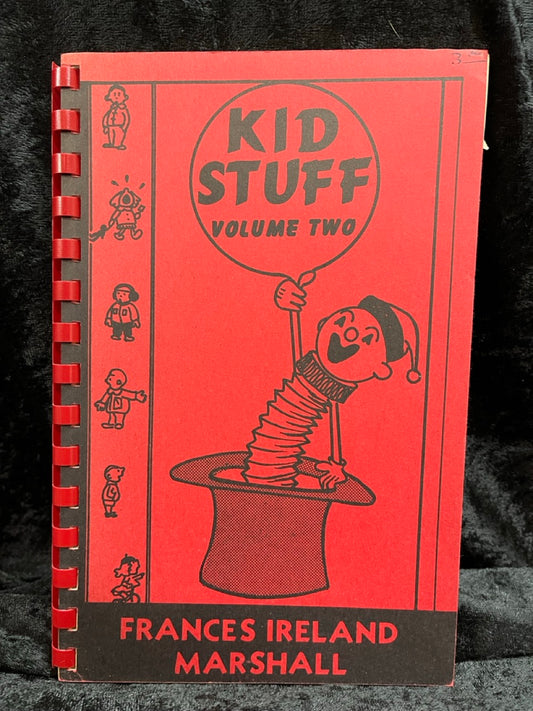 KID
STUFF
VOLUME TWO
FRANCES IRELAND
MARSHALL